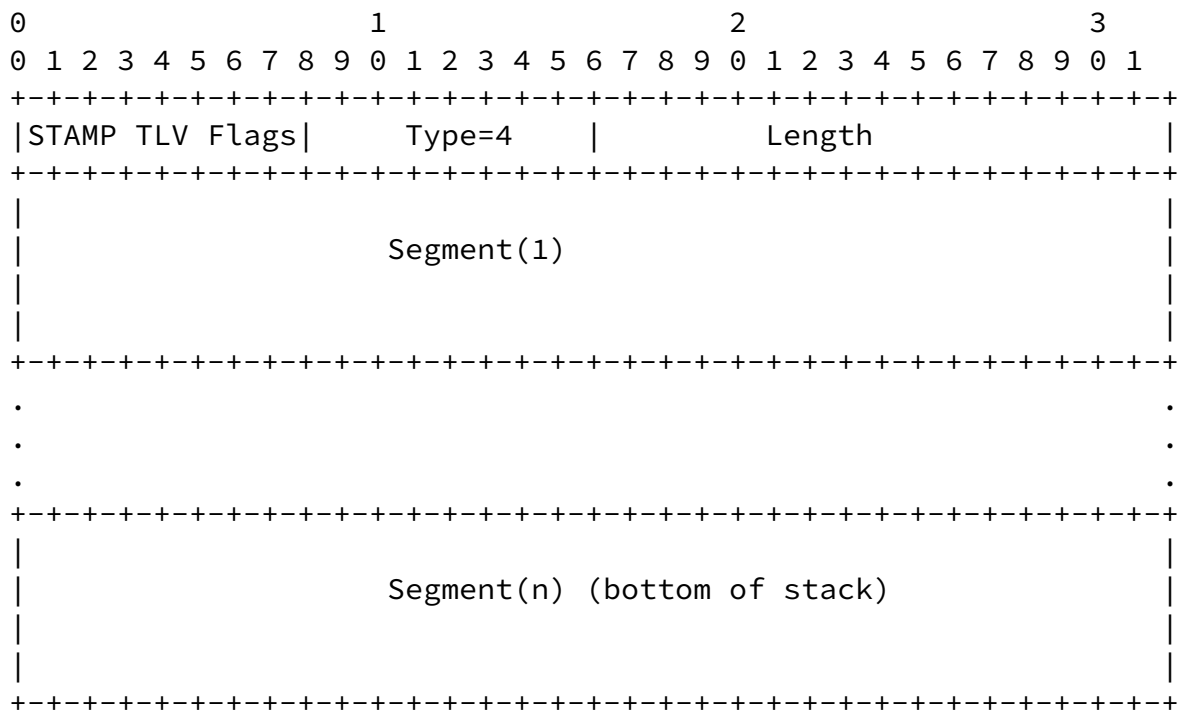 0                   1                   2                   3
0 1 2 3 4 5 6 7 8 9 0 1 2 3 4 5 6 7 8 9 0 1 2 3 4 5 6 7 8 9 0 1
+-+-+-+-+-+-+-+-+-+-+-+-+-+-+-+-+-+-+-+-+-+-+-+-+-+-+-+-+-+-+-+-+
|STAMP TLV Flags|     Type=4    |         Length                |
+-+-+-+-+-+-+-+-+-+-+-+-+-+-+-+-+-+-+-+-+-+-+-+-+-+-+-+-+-+-+-+-+
|                                                               |
|                    Segment(1)                                 |
|                                                               |
|                                                               |
+-+-+-+-+-+-+-+-+-+-+-+-+-+-+-+-+-+-+-+-+-+-+-+-+-+-+-+-+-+-+-+-+
.                                                               .
.                                                               .
.                                                               .
+-+-+-+-+-+-+-+-+-+-+-+-+-+-+-+-+-+-+-+-+-+-+-+-+-+-+-+-+-+-+-+-+
|                                                               |
|                    Segment(n) (bottom of stack)               |
|                                                               |
|                                                               |
+-+-+-+-+-+-+-+-+-+-+-+-+-+-+-+-+-+-+-+-+-+-+-+-+-+-+-+-+-+-+-+-+